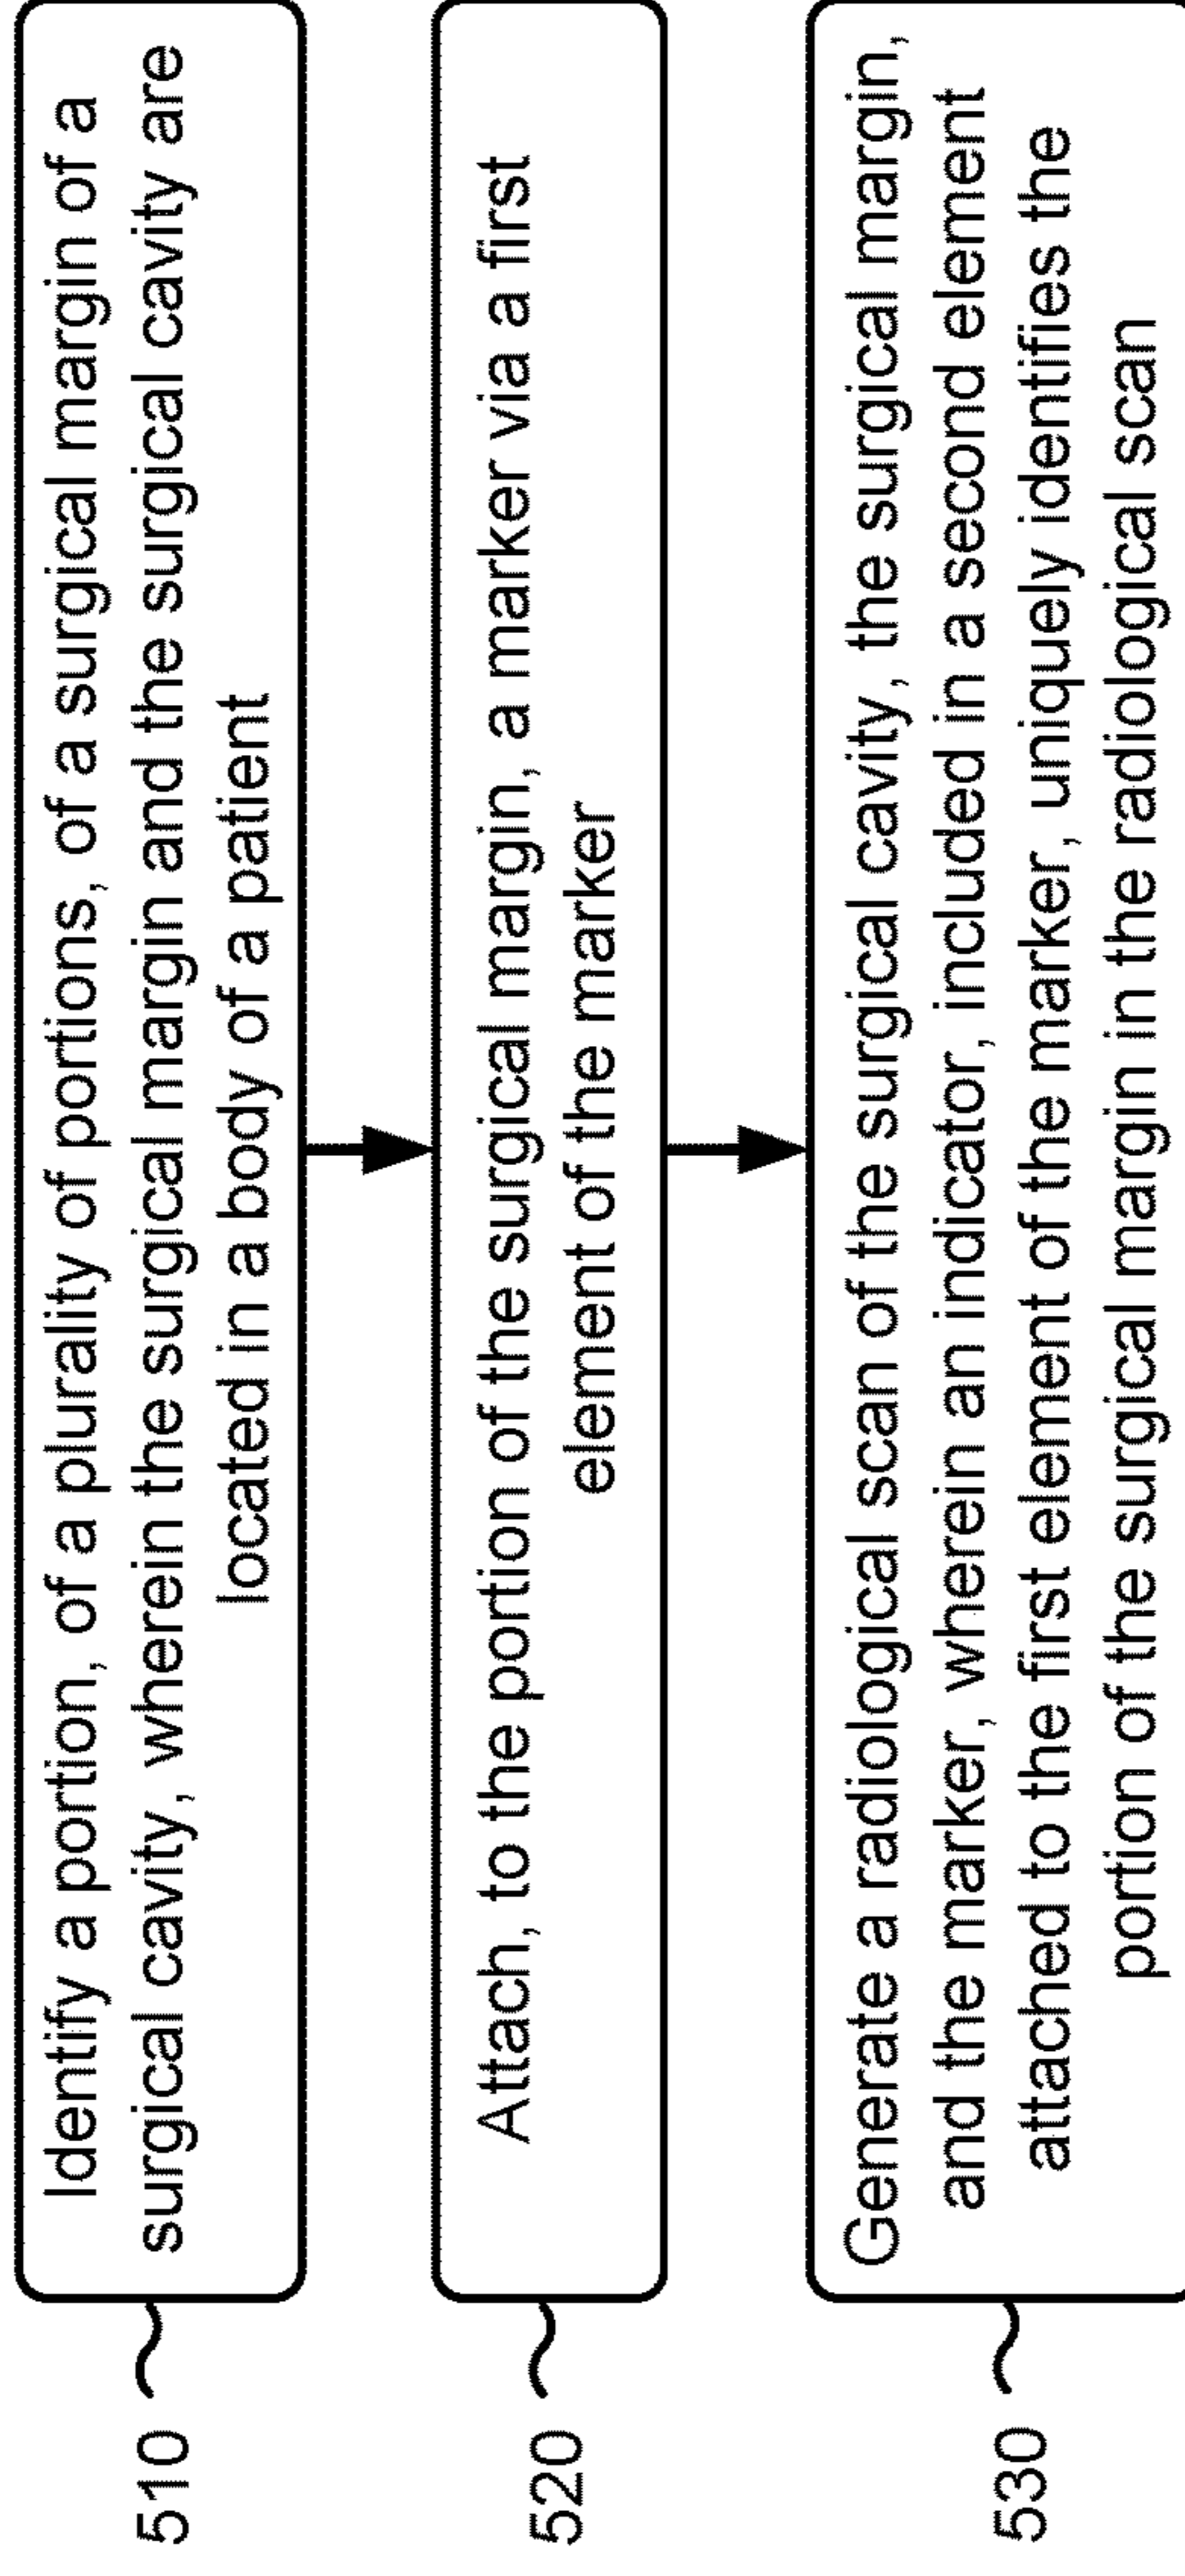 510
Identify a portion, of a plurality of portions, of a surgical margin of a
surgical cavity, wherein the surgical margin and the surgical cavity are
located in a body of a patient
520
Attach, to the portion of the surgical margin, a marker via a first
element of the marker
530
Generate a radiological scan of the surgical cavity, the surgical margin,
and the marker, wherein an indicator, included in a second element
attached to the first element of the marker, uniquely identifies the
portion of the surgical margin in the radiological scan